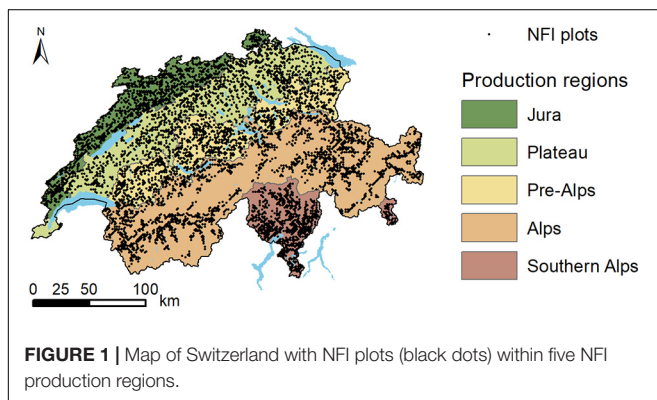 N
NFI plots
Production regions
Jura
Plateau
Pre-Alps
Alps
Southern Alps
0 25 50 100
km
FIGURE 1 | Map of Switzerland with NFI plots (black dots) within five NFI
production regions.